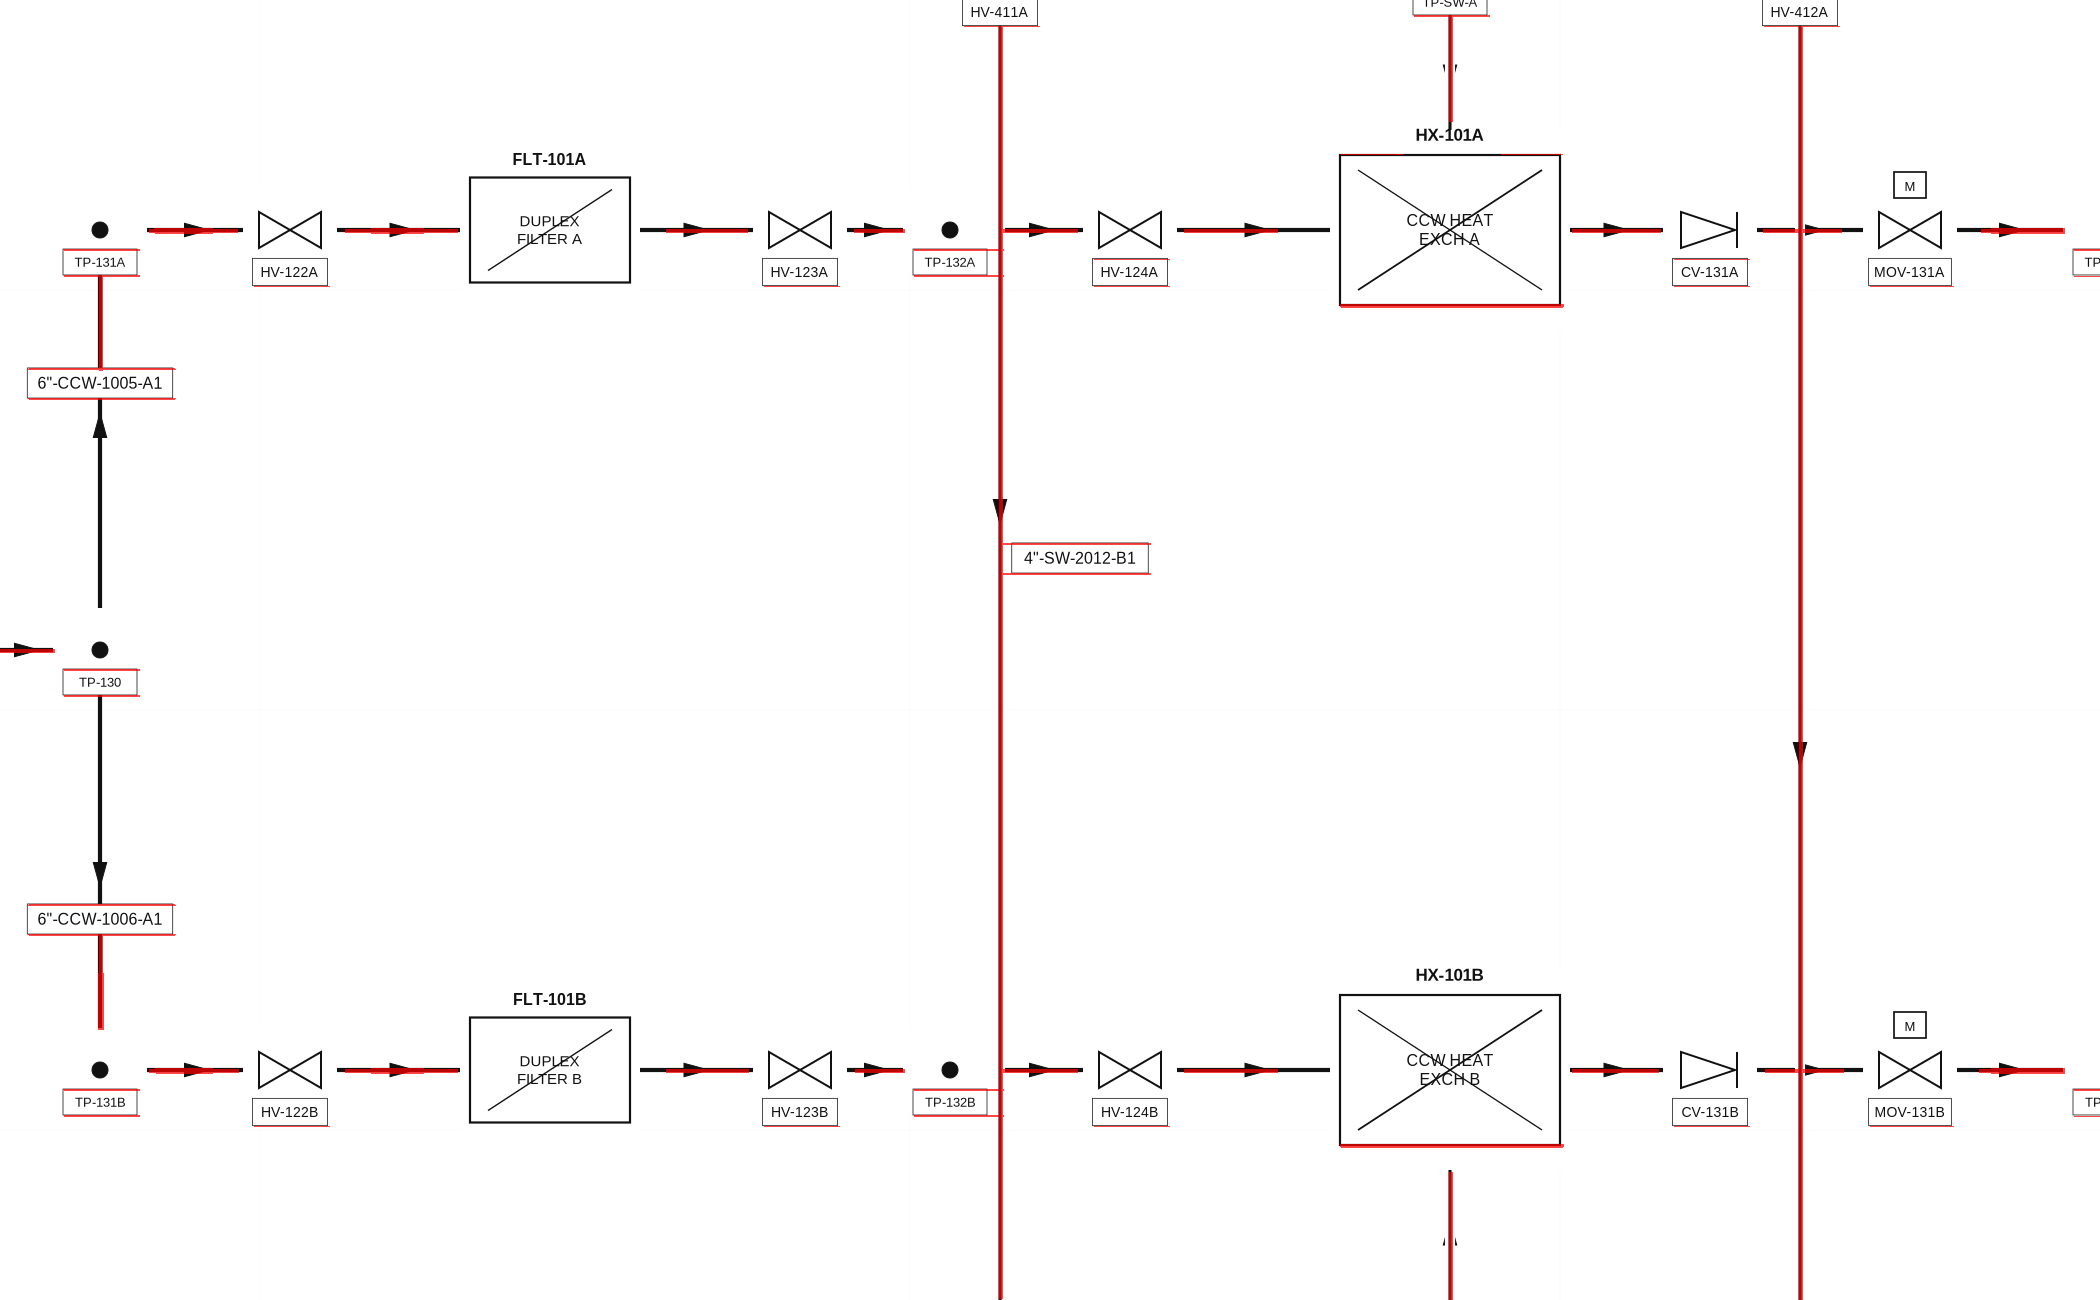 HV-411A
TP-SW-A
HV-412A
HX-101A
FLT-101A
M
DUPLEX
FILTER A
CCW HEAT
EXCH A
TP-131A
HV-122A
HV-123A
TP-132A
HV-124A
CV-131A
MOV-131A
TP
6"-CCW-1005-A1
4"-SW-2012-B1
TP-130
6"-CCW-1006-A1
HX-101B
FLT-101B
M
DUPLEX
FILTER B
CCW HEAT
EXCH B
TP-131B
HV-122B
HV-123B
TP-132B
HV-124B
CV-131B
MOV-131B
TP